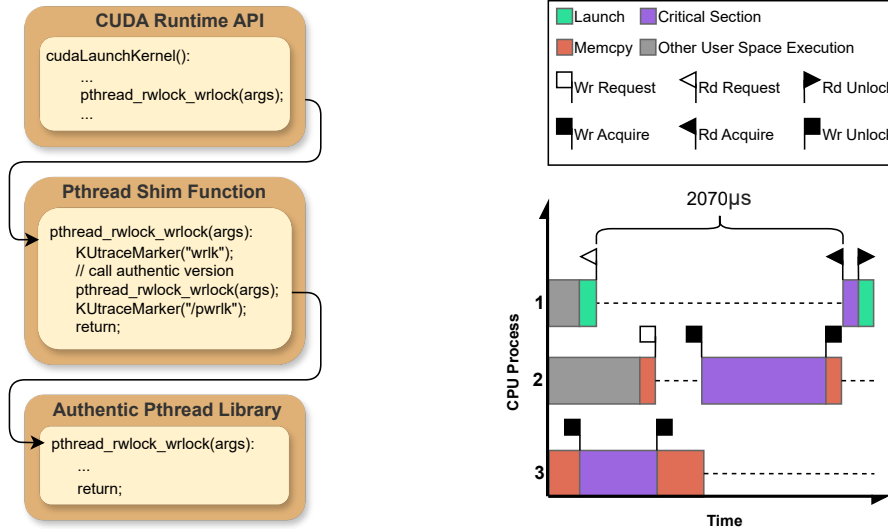 CUDA Runtime API
cudaLaunchKernel():
...
pthread_rwlock_wrlock(args);
...
Pthread Shim Function
pthread_rwlock_wrlock(args):
KUtraceMarker("wrlk");
// call authentic version
pthread_rwlock_wrlock(args);
KUtraceMarker("/pwrlk");
return;
Authentic Pthread Library
pthread_rwlock_wrlock(args):
...
return;
Launch Critical Section
Memcpy Other User Space Execution
Wr Request Rd Request Rd Unlock
Wr Acquire Rd Acquire Wr Unlock
2070μs
CPU Process
1
2
3
Time